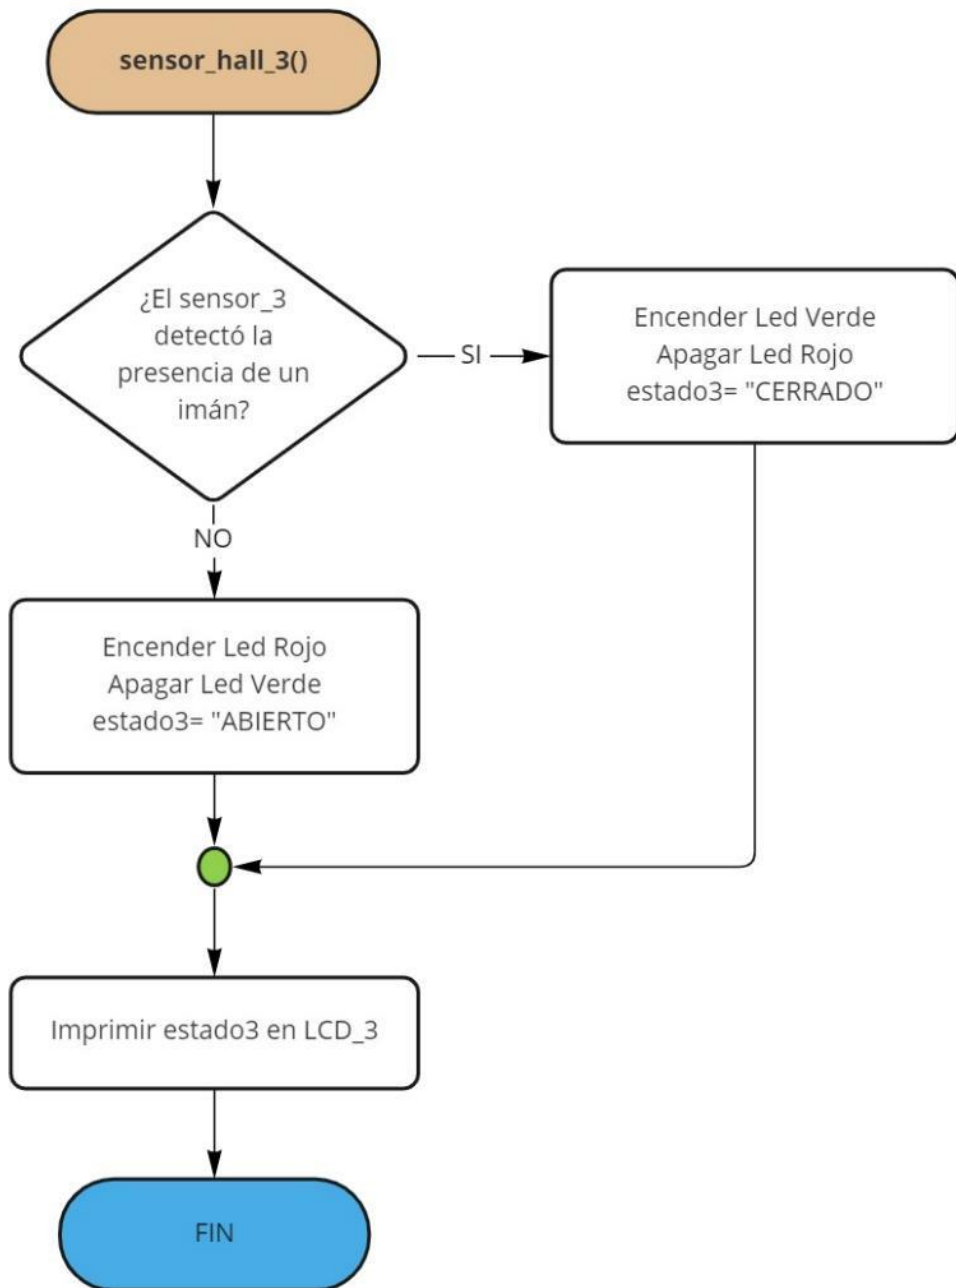 sensor_hall_3()
¿El sensor_3
detectó la
presencia de un
imán?
SI
Encender Led Verde
Apagar Led Rojo
estado3= "CERRADO"
NO
Encender Led Rojo
Apagar Led Verde
estado3= "ABIERTO"
Imprimir estado3 en LCD_3
FIN